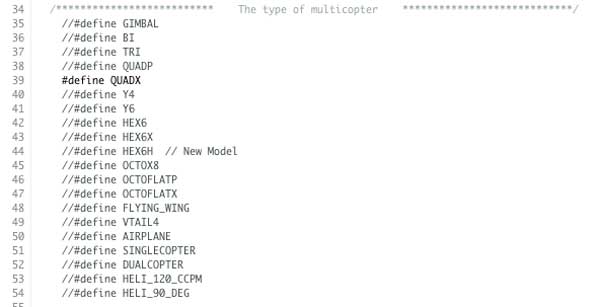 34 /************************** The type of multicopter ****************************/
35 //#define GIMBAL
36 //#define BI
37 //#define TRI
38 //#define QUADP
39 #define QUADX
40 //#define Y4
41 //#define Y6
42 //#define HEX6
43 //#define HEX6X
44 //#define HEX6H // New Model
45 //#define OCTOX8
46 //#define OCTOFLATP
47 //#define OCTOFLATX
48 //#define FLYING_WING
49 //#define VTAIL4
50 //#define AIRPLANE
51 //#define SINGLECOPTER
52 //#define DUALCOPTER
53 //#define HELI_120_CCPM
54 //#define HELI_90_DEG